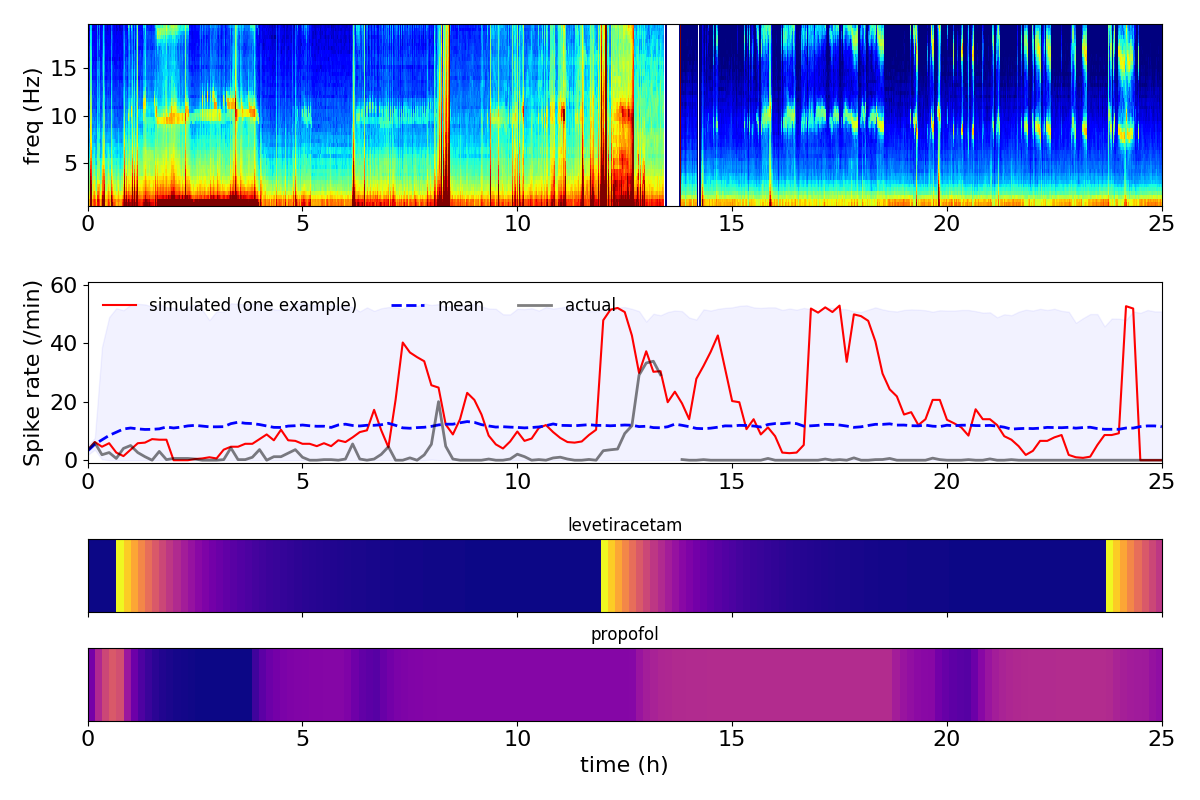 freq (Hz)
15
10
5
0 5 10 15 20 25
Spike rate (/min)
60
40
20
0
simulated (one example) mean actual
0 5 10 15 20 25
levetiracetam
propofol
0 5 10 15 20 25
time (h)